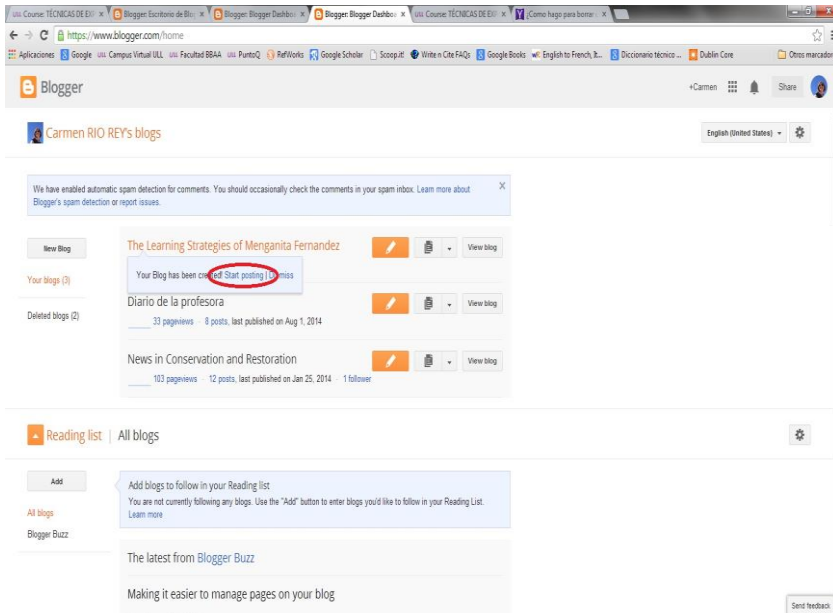 Course: TÉCNICAS DE EXP
Blogger: Escritorio de Blog
Blogger: Blogger Dashboa
Blogger: Blogger Dashboa
Course: TÉCNICAS DE EXP
¿Como hago para borrar
https://www.blogger.com/home
Aplicaciones Google Campus Virtual ULL Facultad BBAA PuntoQ RefWorks Google Scholar Scoop.it! Write n Cite FAQs Google Books English to French, It... Diccionario técnico ... Dublin Core Otros marcador
Blogger
+Carmen Share
Carmen RIO REY's blogs
English (United States)
We have enabled automatic spam detection for comments. You should occasionally check the comments in your spam inbox. Learn more about
Blogger's spam detection or report issues.
X
New Blog
Your blogs (3)
Deleted blogs (2)
The Learning Strategies of Menganita Fernandez
View blog
Your Blog has been created! Start posting | Dismiss
Diario de la profesora
View blog
33 pageviews - 8 posts, last published on Aug 1, 2014
News in Conservation and Restoration
View blog
103 pageviews - 12 posts, last published on Jan 25, 2014 - 1 follower
Reading list | All blogs
Add
All blogs
Blogger Buzz
Add blogs to follow in your Reading list
You are not currently following any blogs. Use the "Add" button to enter blogs you'd like to follow in your Reading List.
Learn more
The latest from Blogger Buzz
Making it easier to manage pages on your blog
Send feedback